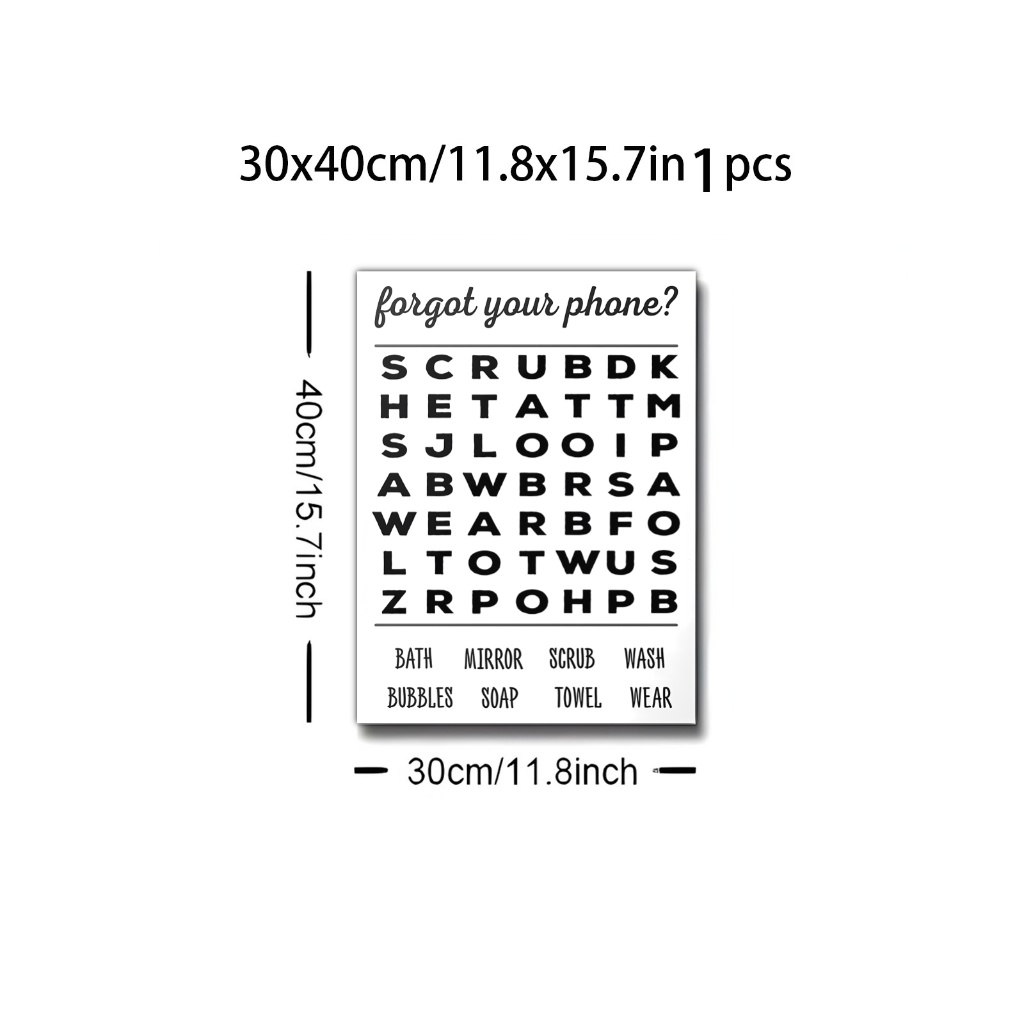 30x40cm/11.8x15.7in 1 pcs
forgot your phone?
S C R U B D K
H E T A T T M
S J L O O I P
A B W B R S A
W E A R B F O
L T O T W U S
Z R P O H P B
BATH MIRROR SCRUB WASH
BUBBLES SOAP TOWEL WEAR
40cm/15.7inch
30cm/11.8inch